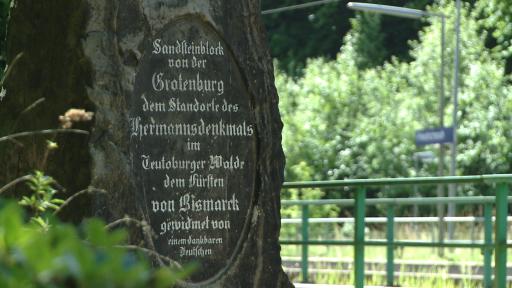 Sandsteinblock
von der
Grotenburg
dem Standorte des
Hermannsdenkmals
im
Teutoburger Walde
dem Fürsten
von Bismarck
gewidmet von
einem dankbaren
Deutschen